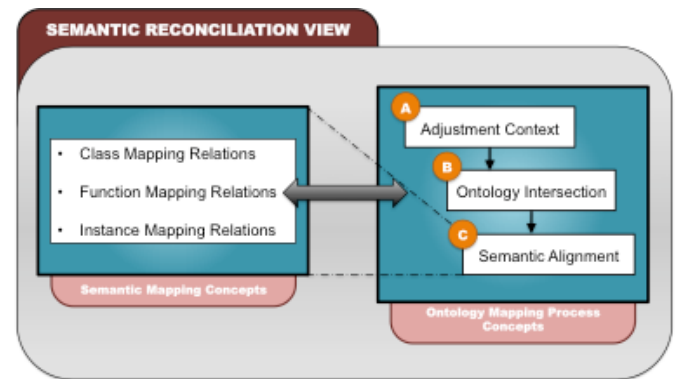 SEMANTIC RECONCILIATION VIEW
• Class Mapping Relations
• Function Mapping Relations
• Instance Mapping Relations
Semantic Mapping Concepts
A
Adjustment Context
B
Ontology Intersection
C
Semantic Alignment
Ontology Mapping Process
Concepts